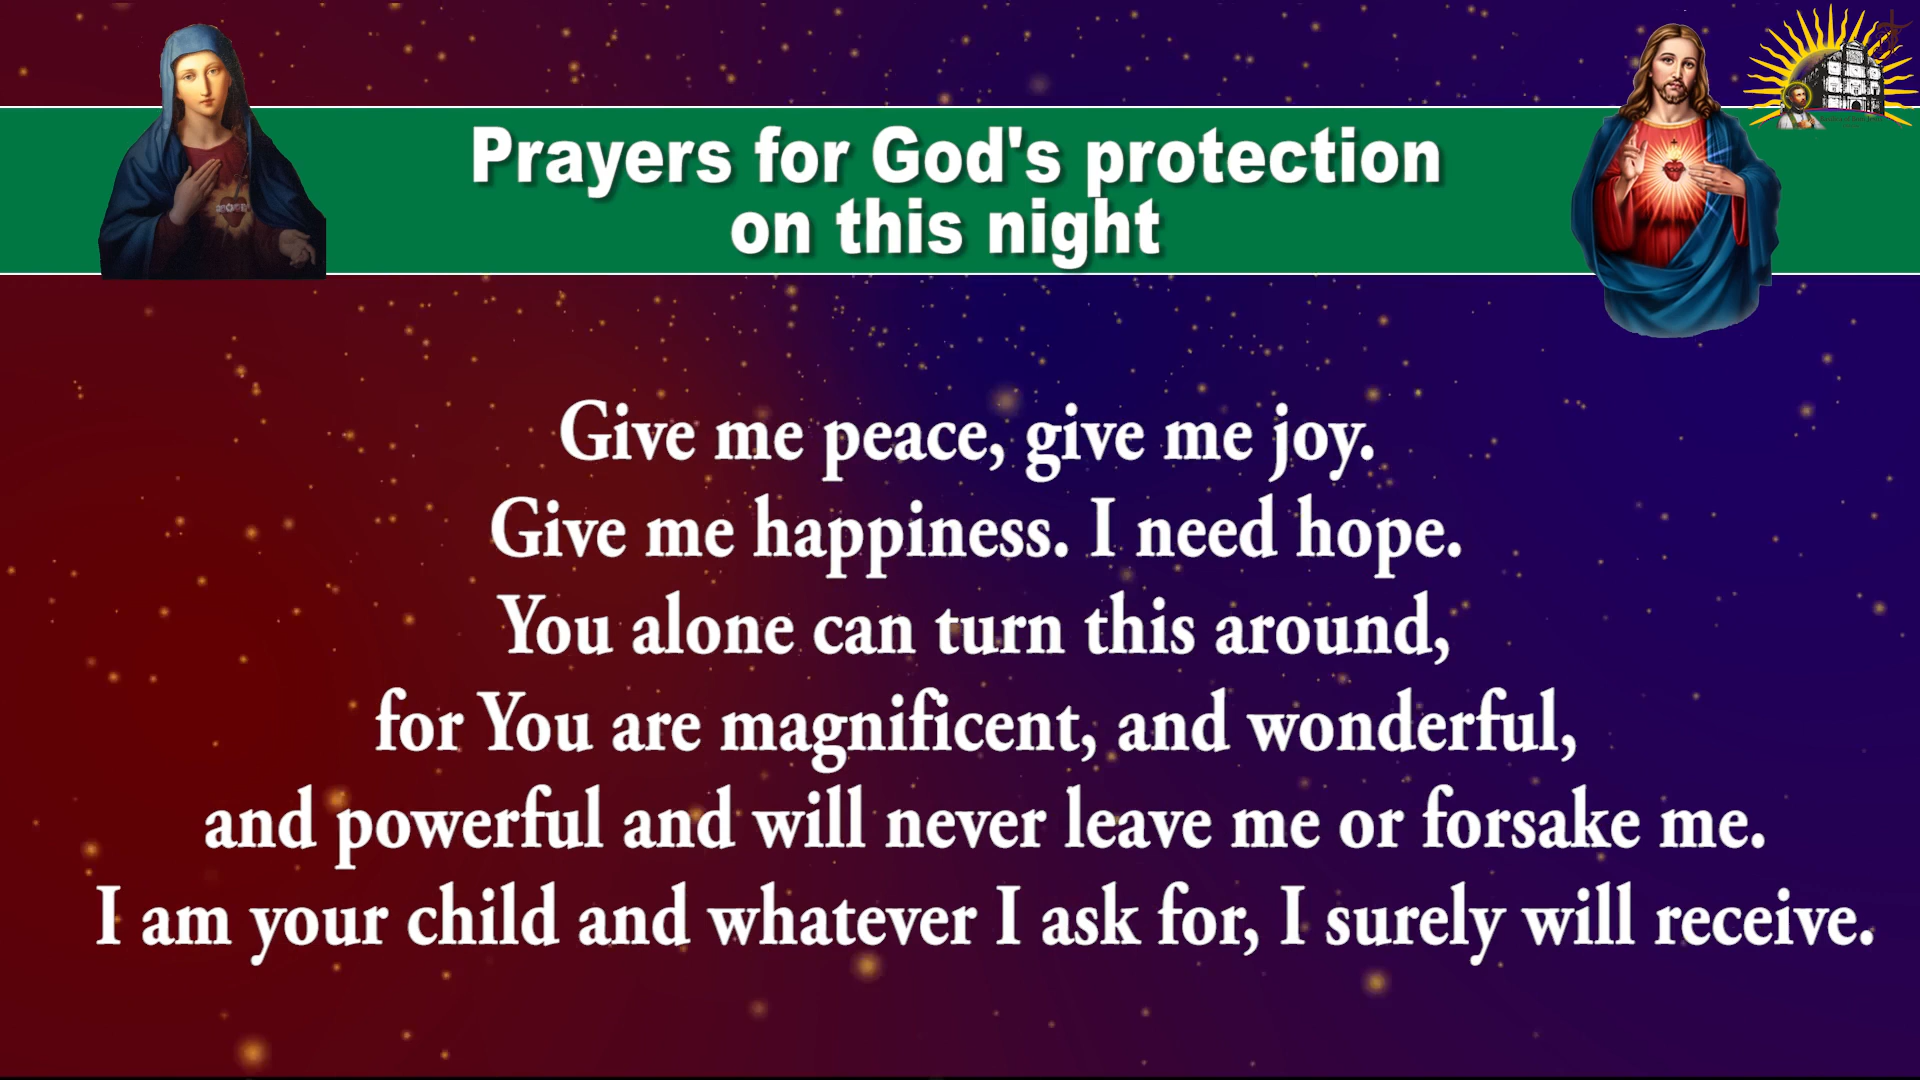 Prayers for God's protection
on this night
Give me peace, give me joy.
Give me happiness. I need hope.
You alone can turn this around,
for You are magnificent, and wonderful,
and powerful and will never leave me or forsake me.
I am your child and whatever I ask for, I surely will receive.